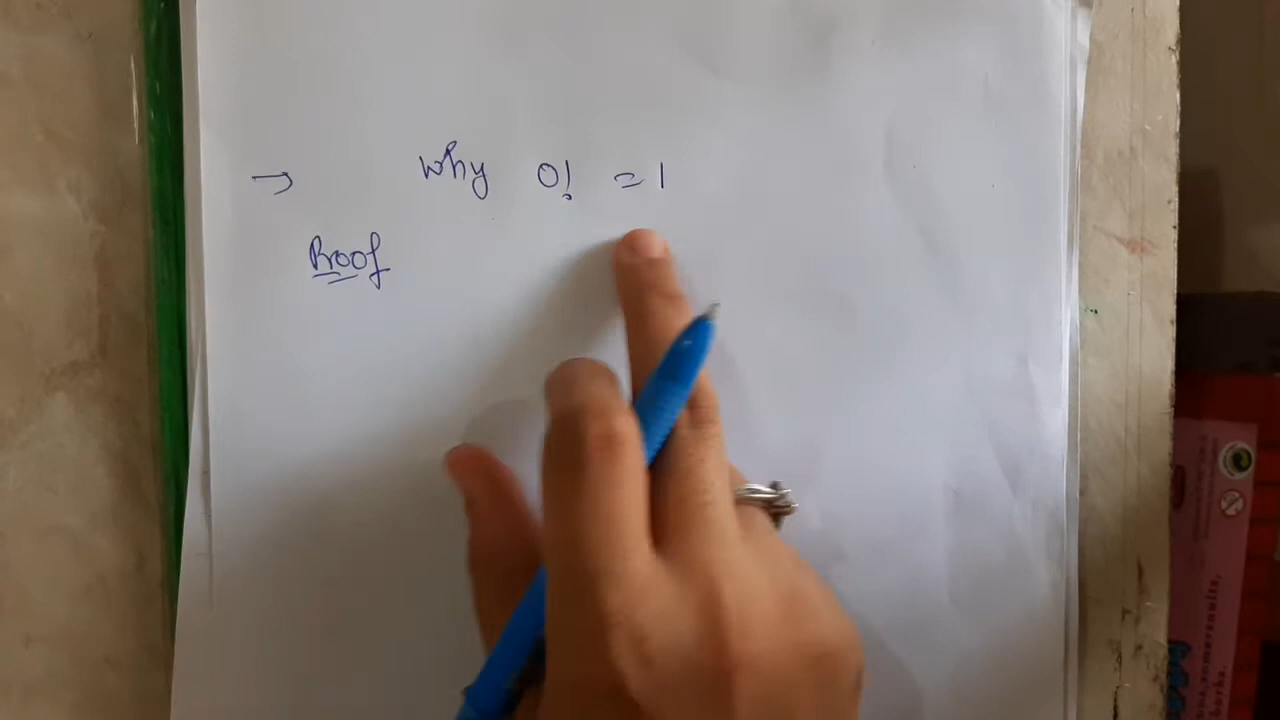 → Why 0! = 1
Proof